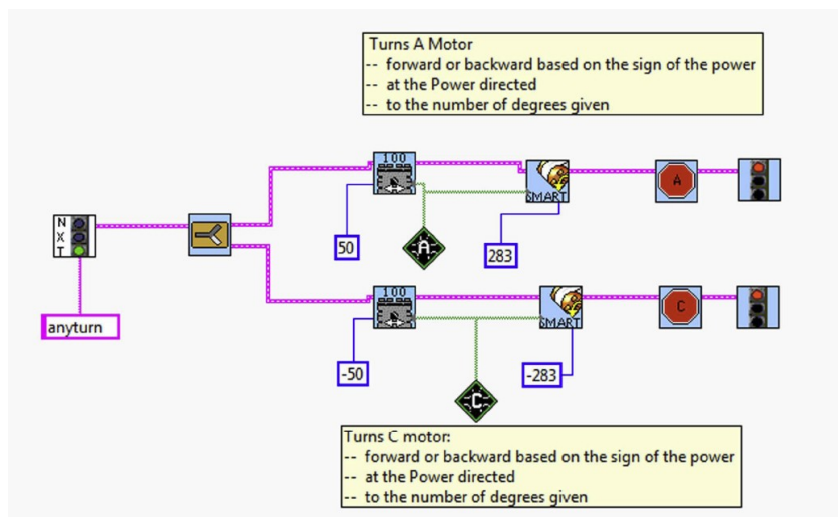 Turns A Motor
-- forward or backward based on the sign of the power
-- at the Power directed
-- to the number of degrees given
100
A
SMART
50
283
N
X
T
A
anyturn
100
C
SMART
-50
-283
C
Turns C motor:
-- forward or backward based on the sign of the power
-- at the Power directed
-- to the number of degrees given